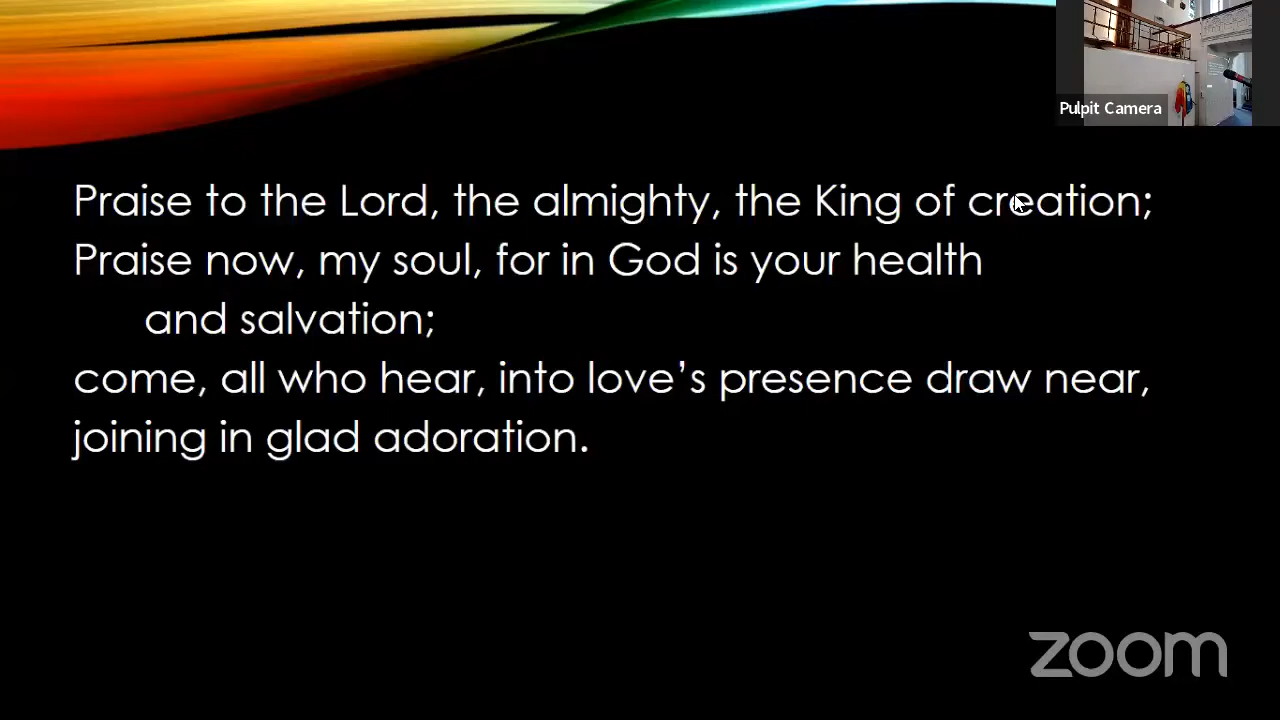 Pulpit Camera
Praise to the Lord, the almighty, the King of creation;
Praise now, my soul, for in God is your health
and salvation;
come, all who hear, into love’s presence draw near,
joining in glad adoration.
zoom